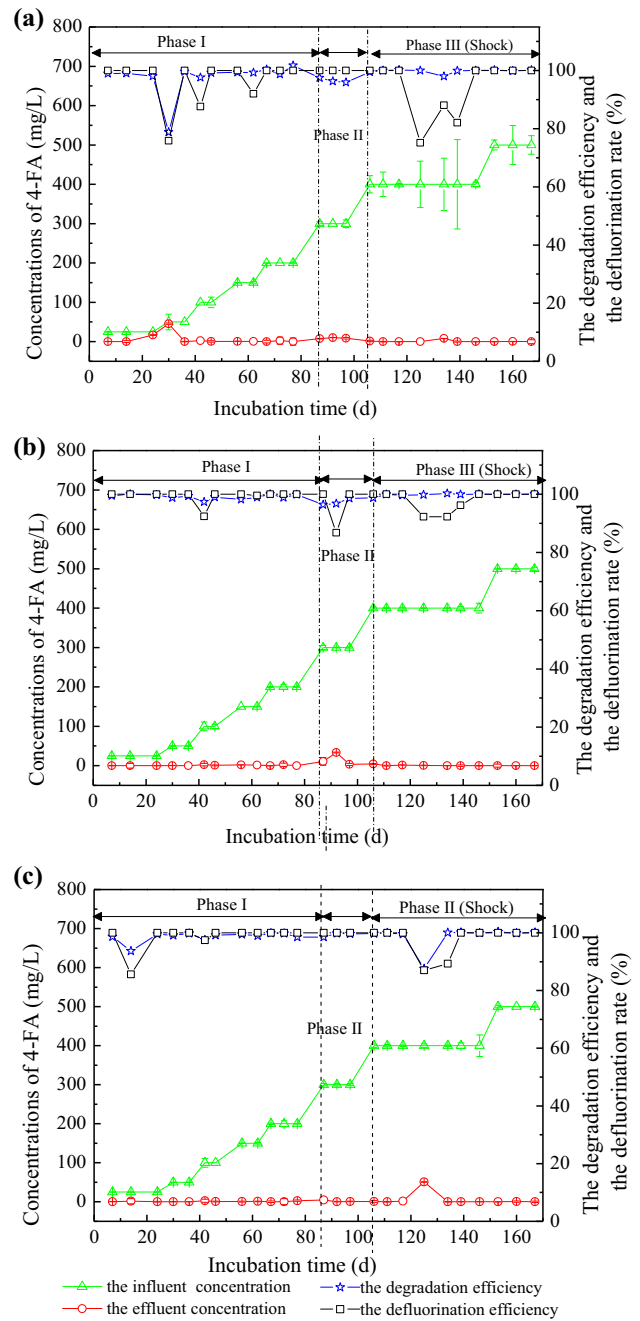 (a)
Phase I
Phase III (Shock)
Phase II
800
700
600
500
400
300
200
100
0
Concentrations of 4-FA (mg/L)
100
80
60
40
20
0
The degradation efficiency and
the defluorination rate (%)
0 20 40 60 80 100 120 140 160
Incubation time (d)
(b)
Phase I
Phase III (Shock)
Phase II
800
700
600
500
400
300
200
100
0
Concentrations of 4-FA (mg/L)
100
80
60
40
20
0
The degradation efficiency and
the defluorination rate (%)
0 20 40 60 80 100 120 140 160
Incubation time (d)
(c)
Phase I
Phase II (Shock)
Phase II
800
700
600
500
400
300
200
100
0
Concentrations of 4-FA (mg/L)
100
80
60
40
20
0
The degradation efficiency and
the defluorination rate (%)
0 20 40 60 80 100 120 140 160
Incubation time (d)
the influent concentration
the degradation efficiency
the effluent concentration
the defluorination efficiency